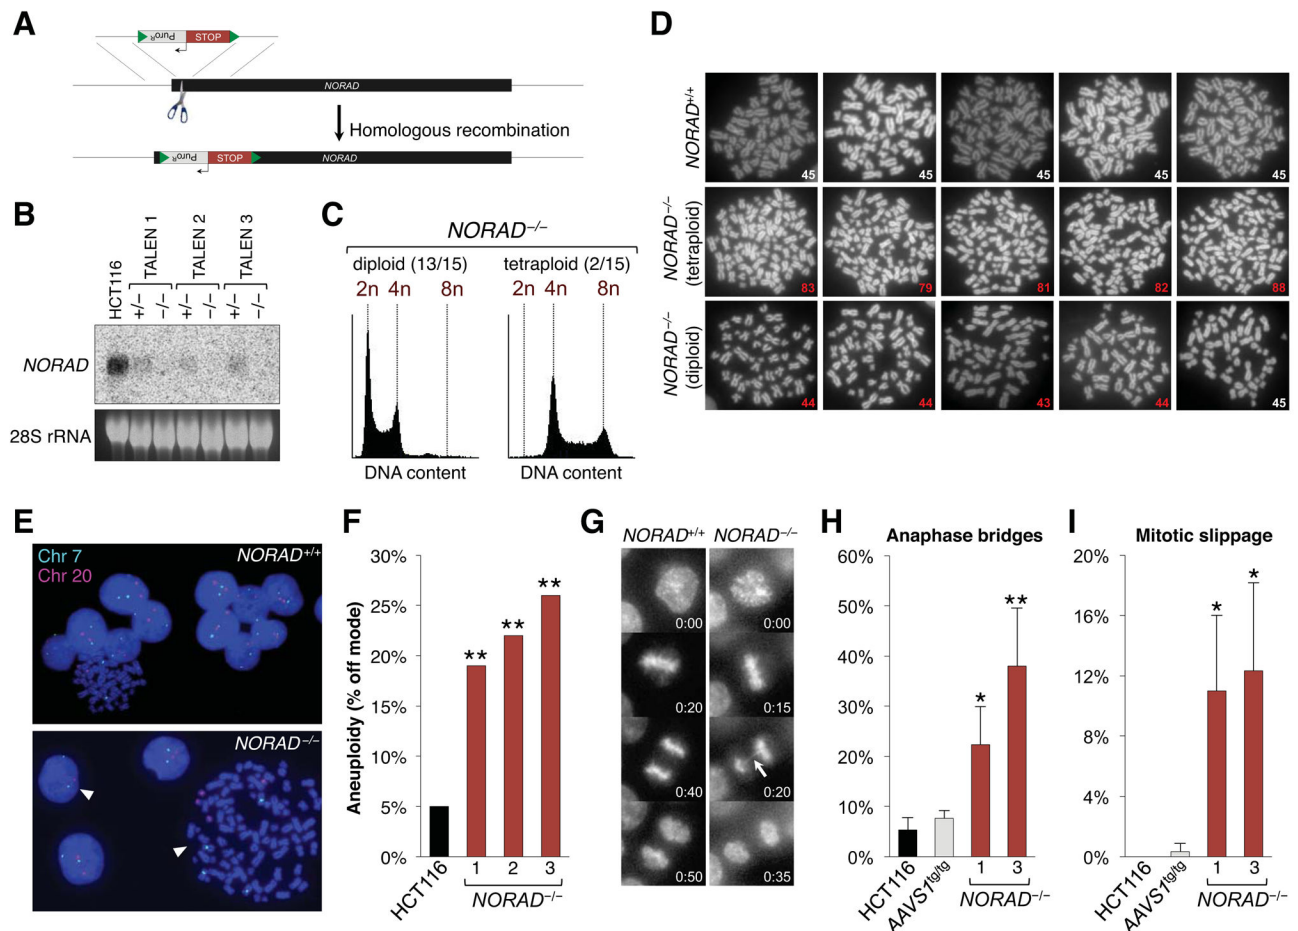 A
PuroR STOP
NORAD
Homologous recombination
PuroR STOP NORAD
B
HCT116
TALEN 1
TALEN 2
TALEN 3
+/– –/– +/– –/– +/– –/–
NORAD
28S rRNA
C
NORAD–/–
diploid (13/15)
2n 4n 8n
DNA content
tetraploid (2/15)
2n 4n 8n
DNA content
D
NORAD+/+
45 45 45 45 45
NORAD–/–
(tetraploid)
83 79 81 82 88
NORAD–/–
(diploid)
44 44 43 44 45
E
Chr 7
Chr 20
NORAD+/+
NORAD–/–
F
Aneuploidy (% off mode)
30%
25%
20%
15%
10%
5%
0%
** ** **
HCT116
1 2 3
NORAD–/–
G
NORAD+/+ NORAD–/–
0:00 0:00
0:20 0:15
0:40 0:20
0:50 0:35
H
Anaphase bridges
60%
50%
40%
30%
20%
10%
0%
* **
HCT116
AAVS1tg/tg
1 3
NORAD–/–
I
Mitotic slippage
20%
16%
12%
8%
4%
0%
* *
HCT116
AAVS1tg/tg
1 3
NORAD–/–